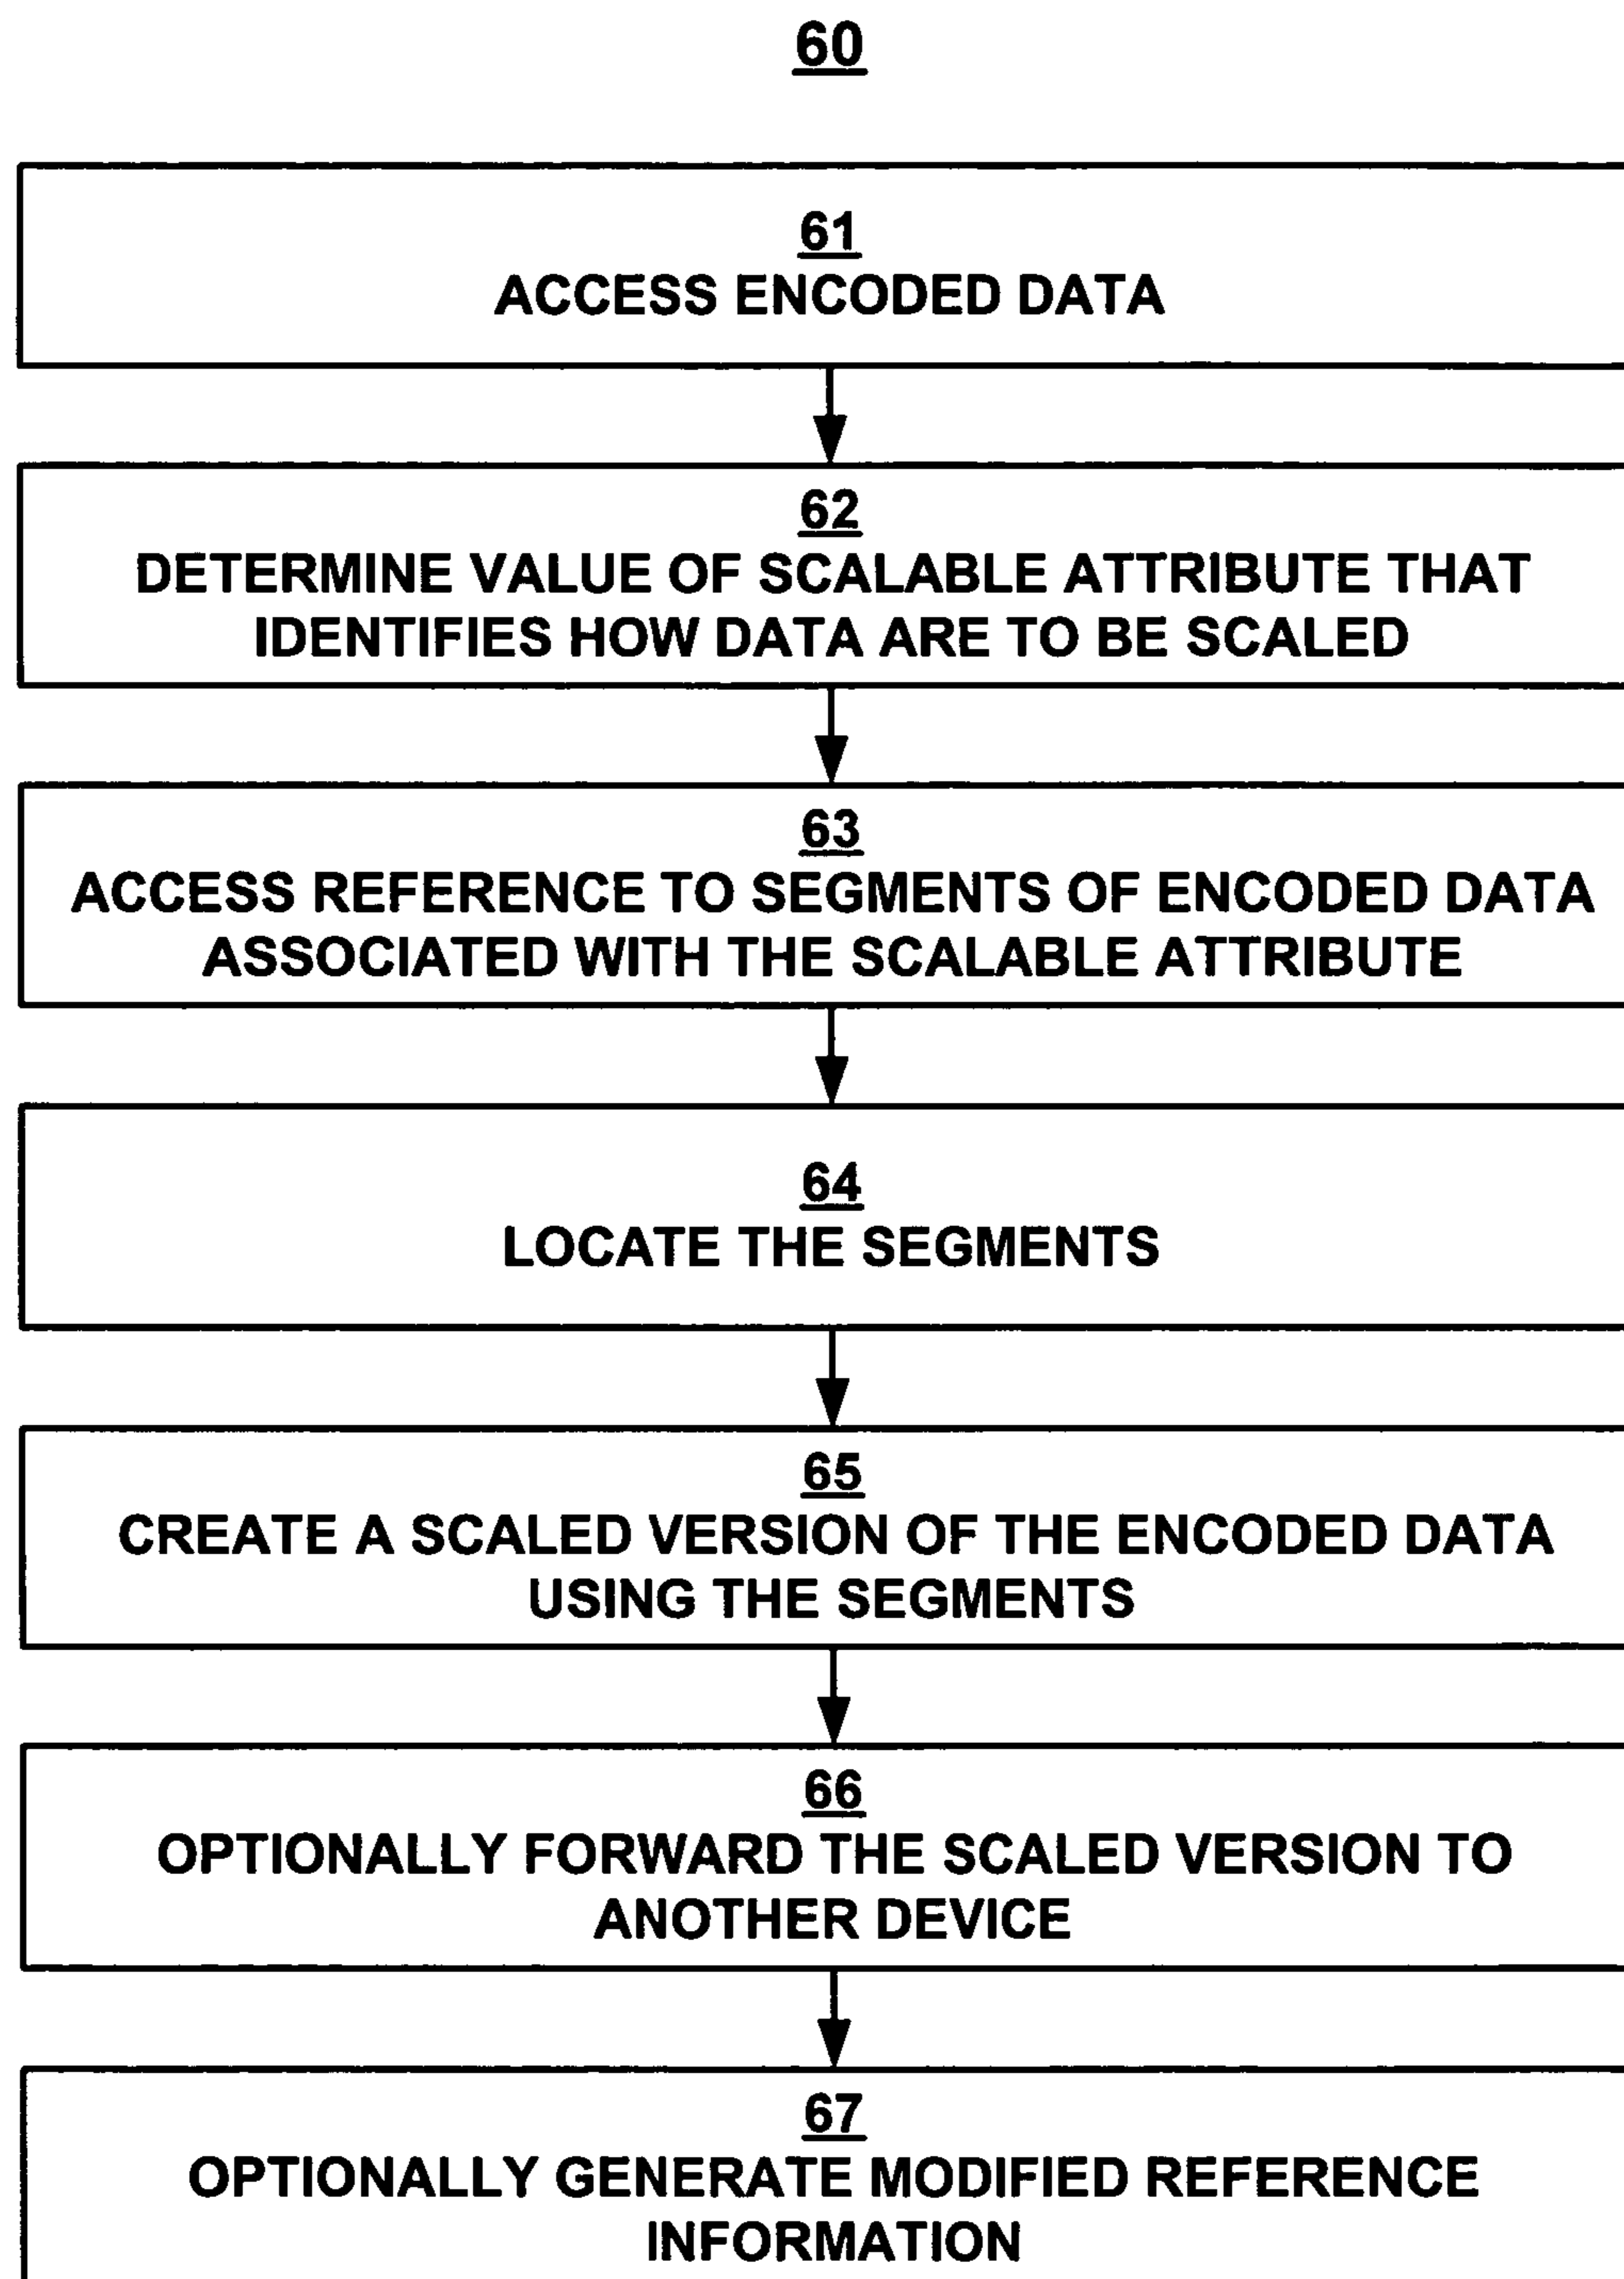 60
61
ACCESS ENCODED DATA
62
DETERMINE VALUE OF SCALABLE ATTRIBUTE THAT
IDENTIFIES HOW DATA ARE TO BE SCALED
63
ACCESS REFERENCE TO SEGMENTS OF ENCODED DATA
ASSOCIATED WITH THE SCALABLE ATTRIBUTE
64
LOCATE THE SEGMENTS
65
CREATE A SCALED VERSION OF THE ENCODED DATA
USING THE SEGMENTS
66
OPTIONALLY FORWARD THE SCALED VERSION TO
ANOTHER DEVICE
67
OPTIONALLY GENERATE MODIFIED REFERENCE
INFORMATION